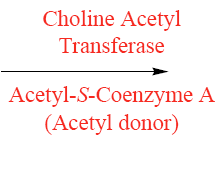 Choline Acetyl
Transferase
Acetyl-S-Coenzyme A
(Acetyl donor)